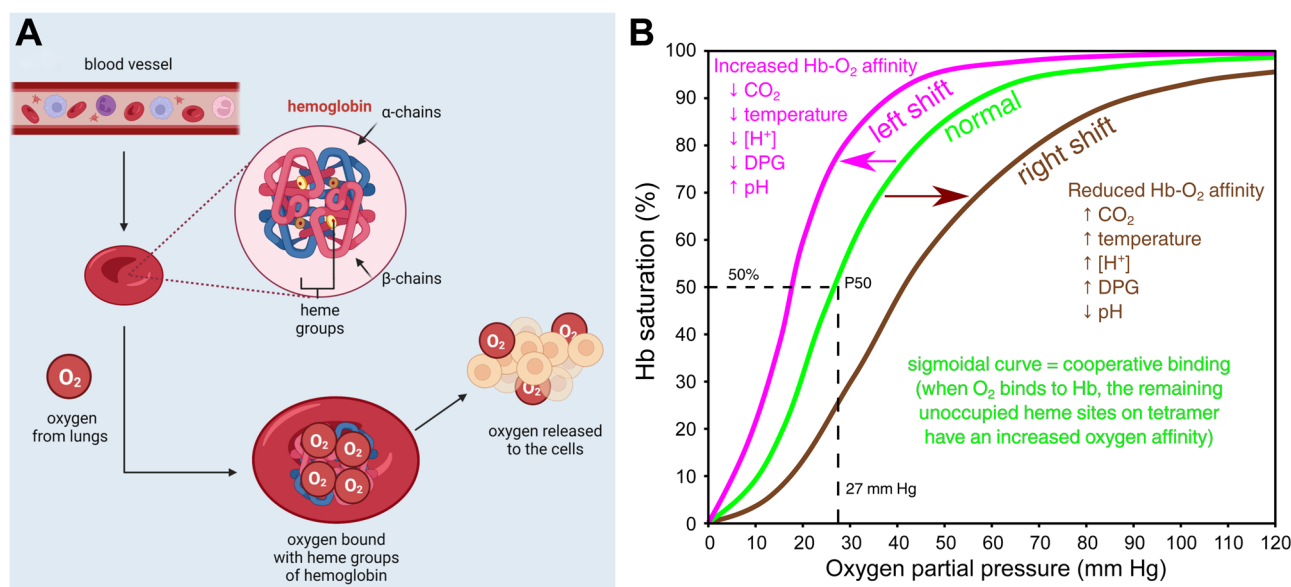 A
blood vessel
hemoglobin
α-chains
β-chains
heme
groups
O₂
oxygen
from lungs
O₂
O₂
O₂
O₂
oxygen bound
with heme groups
of hemoglobin
O₂
O₂
O₂
oxygen released
to the cells
B
Hb saturation (%)
100
90
80
70
60
50
40
30
20
10
0
Increased Hb-O₂ affinity
↓ CO₂
↓ temperature
↓ [H⁺]
↓ DPG
↑ pH
left shift
normal
right shift
Reduced Hb-O₂ affinity
↑ CO₂
↑ temperature
↑ [H⁺]
↑ DPG
↓ pH
50%
P50
sigmoidal curve = cooperative binding
(when O₂ binds to Hb, the remaining
unoccupied heme sites on tetramer
have an increased oxygen affinity)
27 mm Hg
0 10 20 30 40 50 60 70 80 90 100 110 120
Oxygen partial pressure (mm Hg)